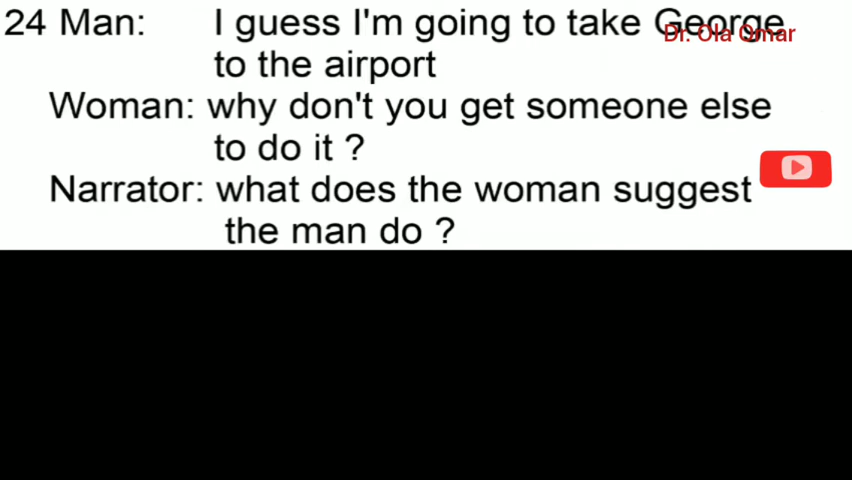 24 Man: I guess I'm going to take George
Dr. Ola Omar
to the airport
Woman: why don't you get someone else
to do it ?
Narrator: what does the woman suggest
the man do ?